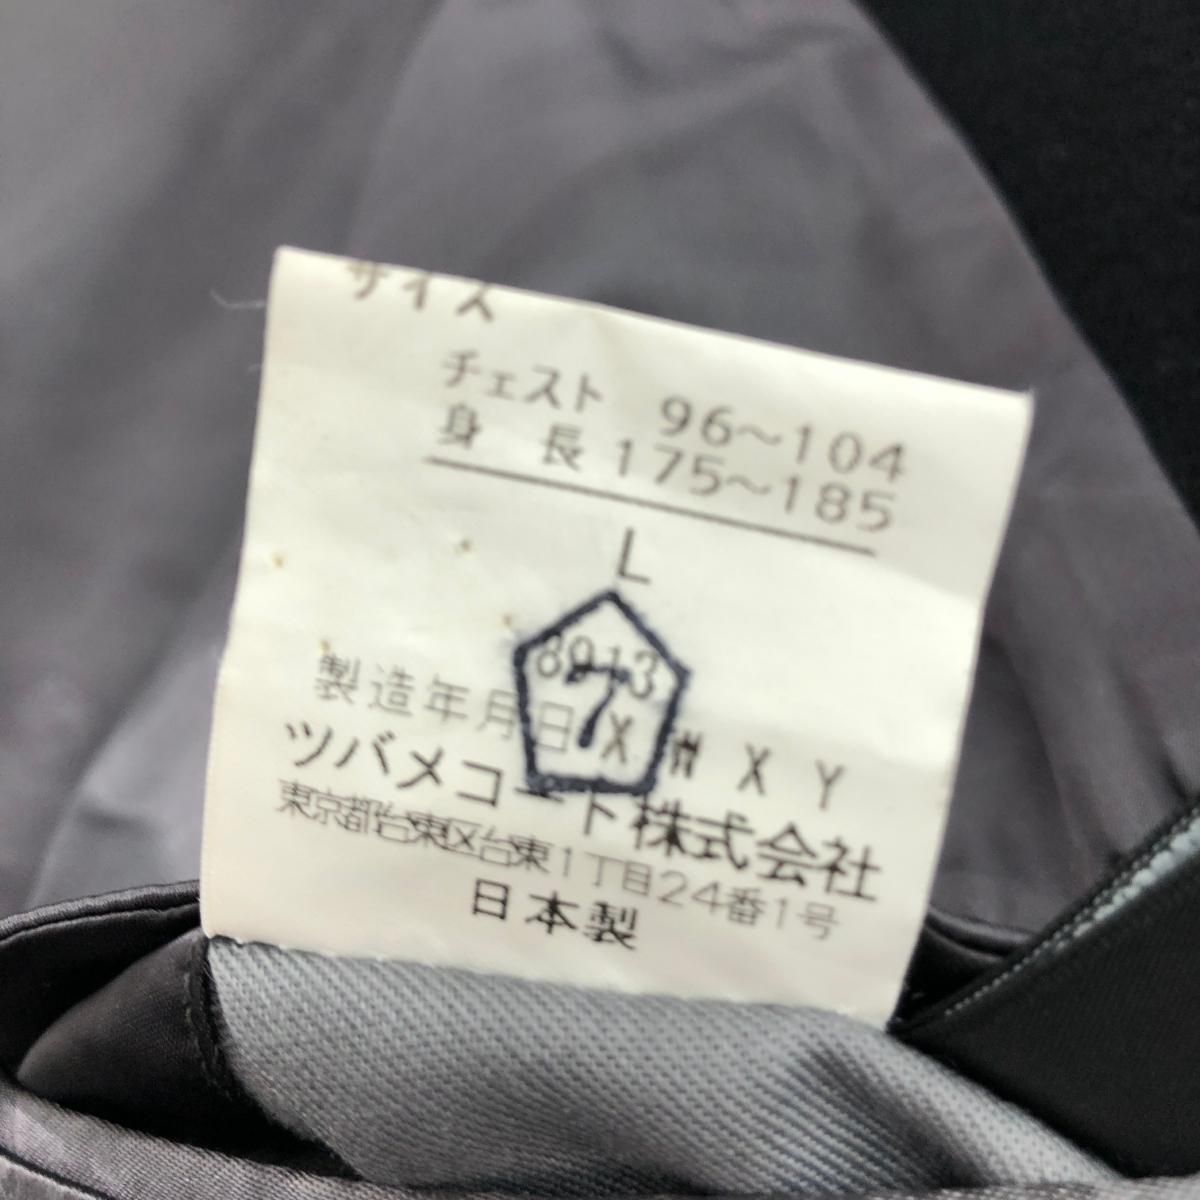 サイズ
チェスト 96~104
身長 175~185
L
8913
7
製造年月日 X W X Y
ツバメコート株式会社
東京都台東区台東1丁目24番1号
日本製